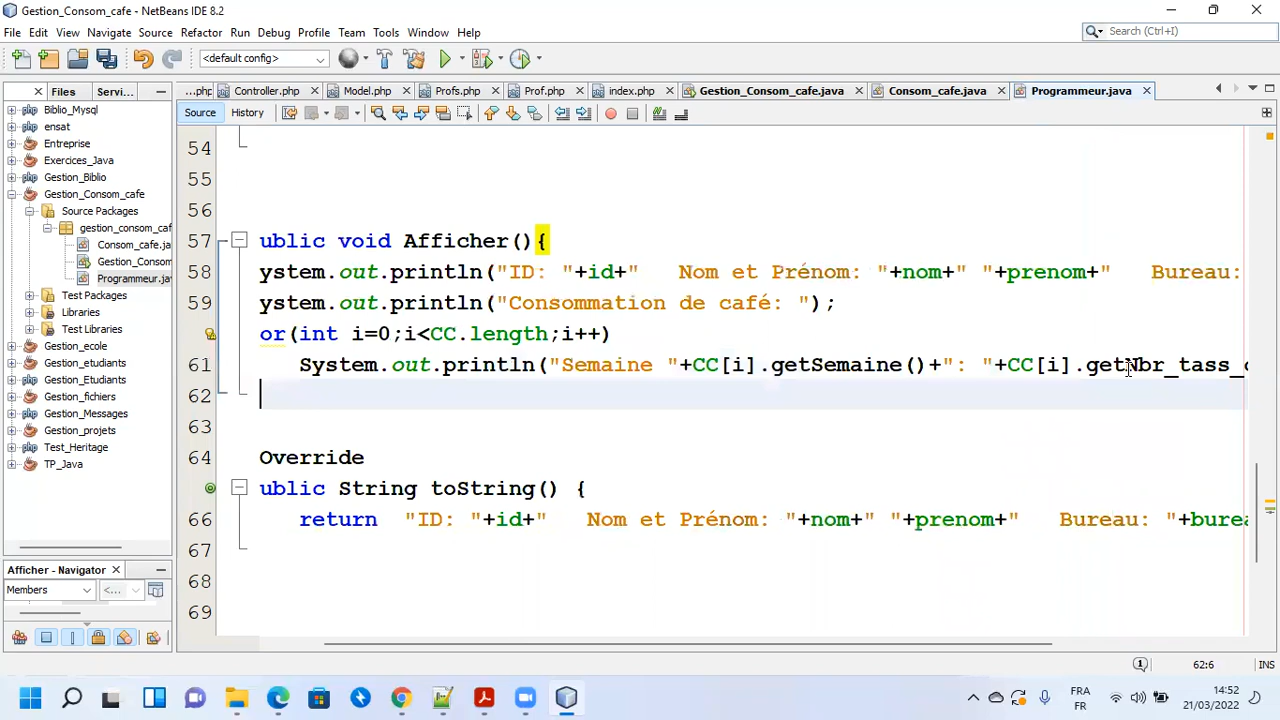 Gestion_Consom_cafe - NetBeans IDE 8.2
File Edit View Navigate Source Refactor Run Debug Profile Team Tools Window Help
Search (Ctrl+I)
<default config>
Files Servi...
...php Controller.php Model.php Profs.php Prof.php index.php Gestion_Consom_cafe.java Consom_cafe.java Programmeur.java
Source History
Biblio_Mysql
ensat
Entreprise
Exercices_Java
Gestion_Biblio
Gestion_Consom_cafe
Source Packages
gestion_consom_caf
Consom_cafe.ja
Gestion_Consom
Programmeur.jav
Test Packages
Libraries
Test Libraries
Gestion_ecole
Gestion_etudiants
Gestion_Etudiants
Gestion_fichiers
Gestion_Messages
Gestion_projets
Test_Heritage
TP_Java
Afficher - Navigator
Members <...>
54
55
56
57 ublic void Afficher(){
58 ystem.out.println("ID: "+id+"   Nom et Prénom: "+nom+" "+prenom+"   Bureau:
59 ystem.out.println("Consommation de café: ");
or(int i=0;i<CC.length;i++)
61 System.out.println("Semaine "+CC[i].getSemaine()+": "+CC[i].getNbr_tass_
62
63
64 Override
ublic String toString() {
66 return  "ID: "+id+"   Nom et Prénom: "+nom+" "+prenom+"   Bureau: "+burea
67
68
69
1 62:6 INS
FRA
FR
14:52
21/03/2022